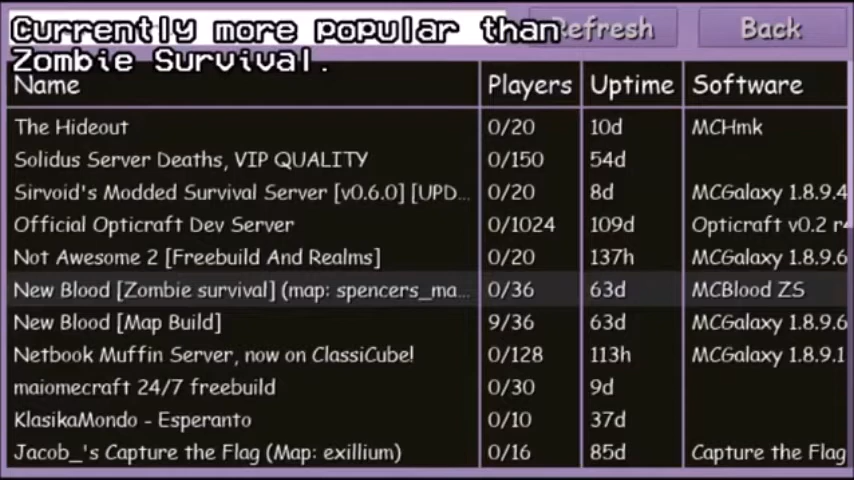 Currently more popular than
Zombie Survival.
Refresh
Back
Name Players Uptime Software
The Hideout 0/20 10d MCHmk
Solidus Server Deaths, VIP QUALITY 0/150 54d
Sirvoid's Modded Survival Server [v0.6.0] [UPD... 0/20 8d MCGalaxy 1.8.9.4
Official Opticraft Dev Server 0/1024 109d Opticraft v0.2 r4
Not Awesome 2 [Freebuild And Realms] 0/20 137h MCGalaxy 1.8.9.6
New Blood [Zombie survival] (map: spencers_ma... 0/36 63d MCBlood ZS
New Blood [Map Build] 9/36 63d MCGalaxy 1.8.9.6
Netbook Muffin Server, now on ClassiCube! 0/128 113h MCGalaxy 1.8.9.1
maiomecraft 24/7 freebuild 0/30 9d
KlasikaMondo - Esperanto 0/10 37d
Jacob_'s Capture the Flag (Map: exillium) 0/16 85d Capture the Flag